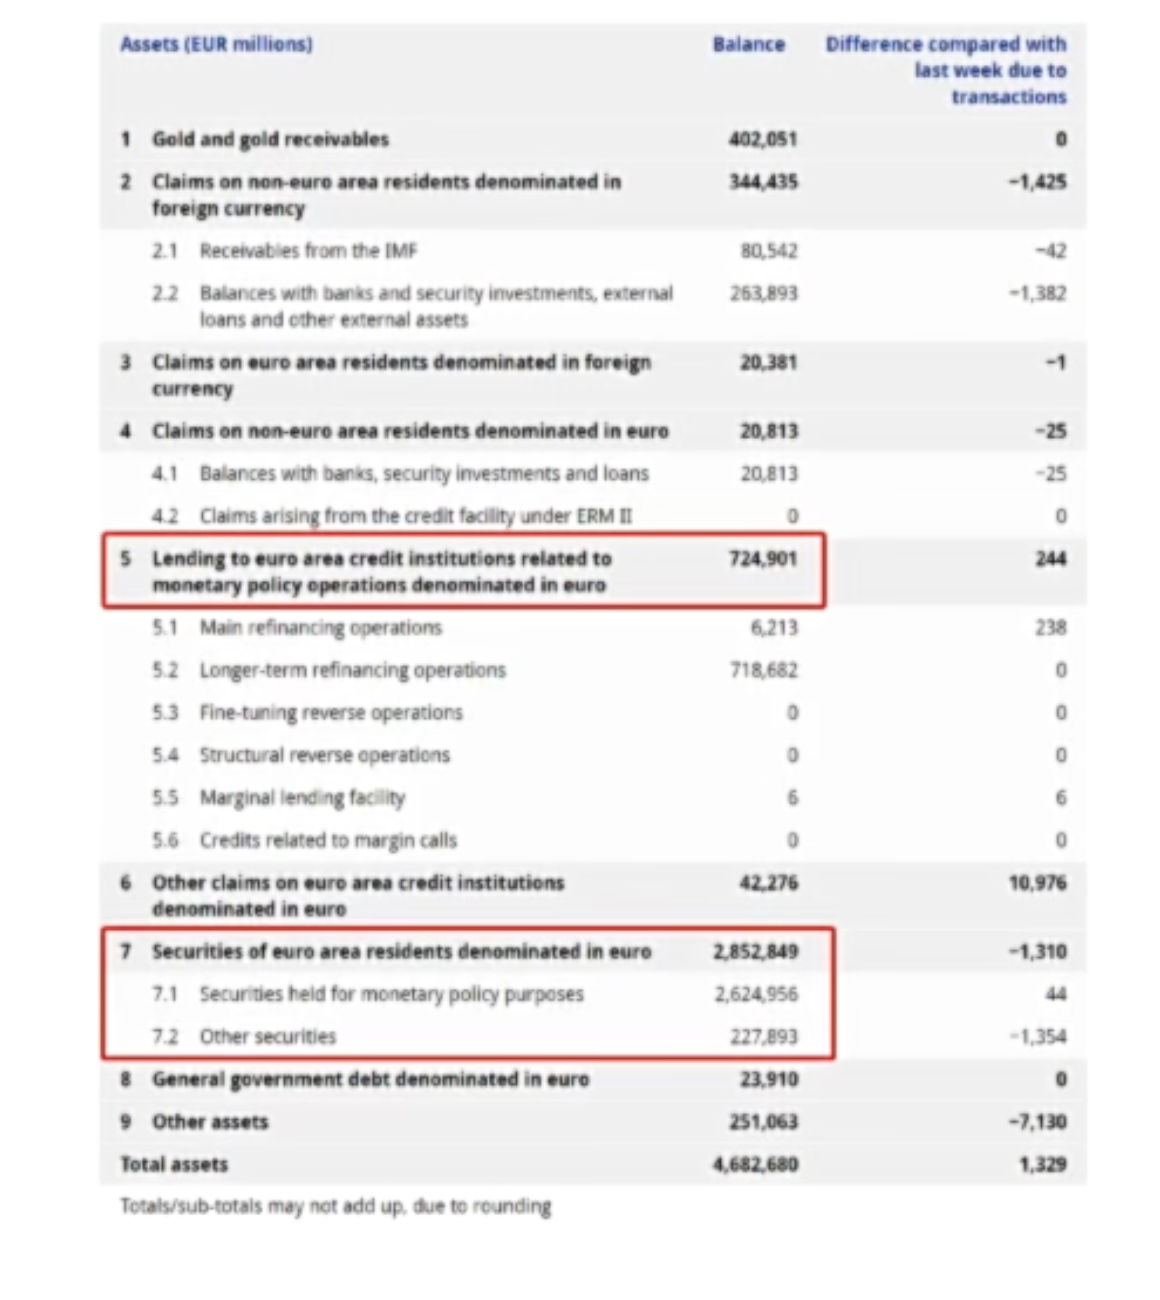 Assets (EUR millions) Balance Difference compared with
last week due to
transactions
1 Gold and gold receivables 402,051 0
2 Claims on non-euro area residents denominated in 344,435 −1,425
foreign currency
2.1 Receivables from the IMF 80,542 −42
2.2 Balances with banks and security investments, external 263,893 −1,382
loans and other external assets
3 Claims on euro area residents denominated in foreign 20,381 −1
currency
4 Claims on non-euro area residents denominated in euro 20,813 −25
4.1 Balances with banks, security investments and loans 20,813 −25
4.2 Claims arising from the credit facility under ERM II 0 0
5 Lending to euro area credit institutions related to 724,901 244
monetary policy operations denominated in euro
5.1 Main refinancing operations 6,213 238
5.2 Longer-term refinancing operations 718,682 0
5.3 Fine-tuning reverse operations 0 0
5.4 Structural reverse operations 0 0
5.5 Marginal lending facility 6 6
5.6 Credits related to margin calls 0 0
6 Other claims on euro area credit institutions 42,276 10,976
denominated in euro
7 Securities of euro area residents denominated in euro 2,852,849 −1,310
7.1 Securities held for monetary policy purposes 2,624,956 44
7.2 Other securities 227,893 −1,354
8 General government debt denominated in euro 23,910 0
9 Other assets 251,063 −7,130
Total assets 4,682,680 1,329
Totals/sub-totals may not add up, due to rounding